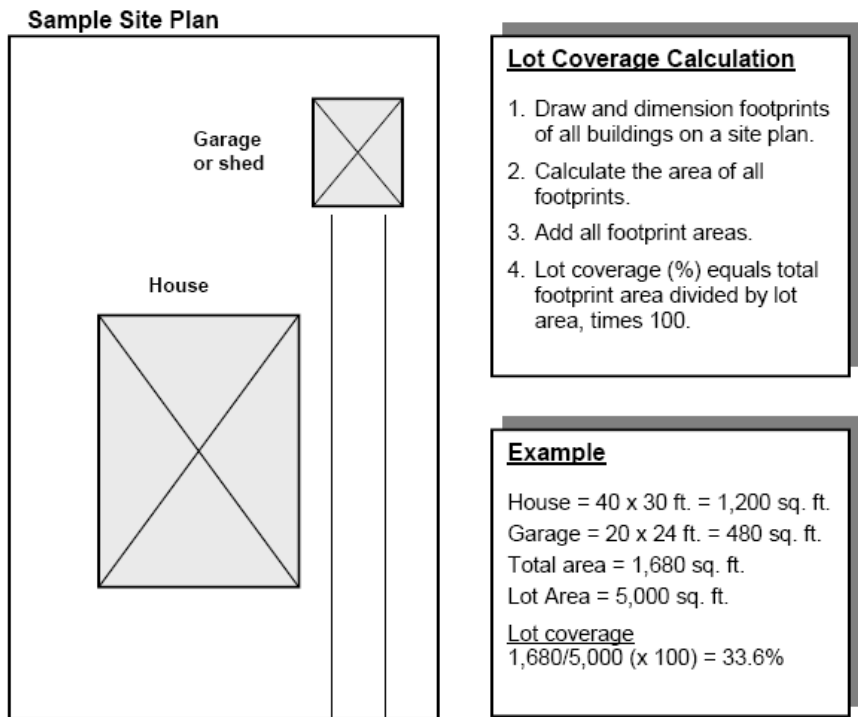 Sample Site Plan
Garage
or shed
House
Lot Coverage Calculation
1. Draw and dimension footprints
of all buildings on a site plan.
2. Calculate the area of all
footprints.
3. Add all footprint areas.
4. Lot coverage (%) equals total
footprint area divided by lot
area, times 100.
Example
House = 40 x 30 ft. = 1,200 sq. ft.
Garage = 20 x 24 ft. = 480 sq. ft.
Total area = 1,680 sq. ft.
Lot Area = 5,000 sq. ft.
Lot coverage
1,680/5,000 (x 100) = 33.6%